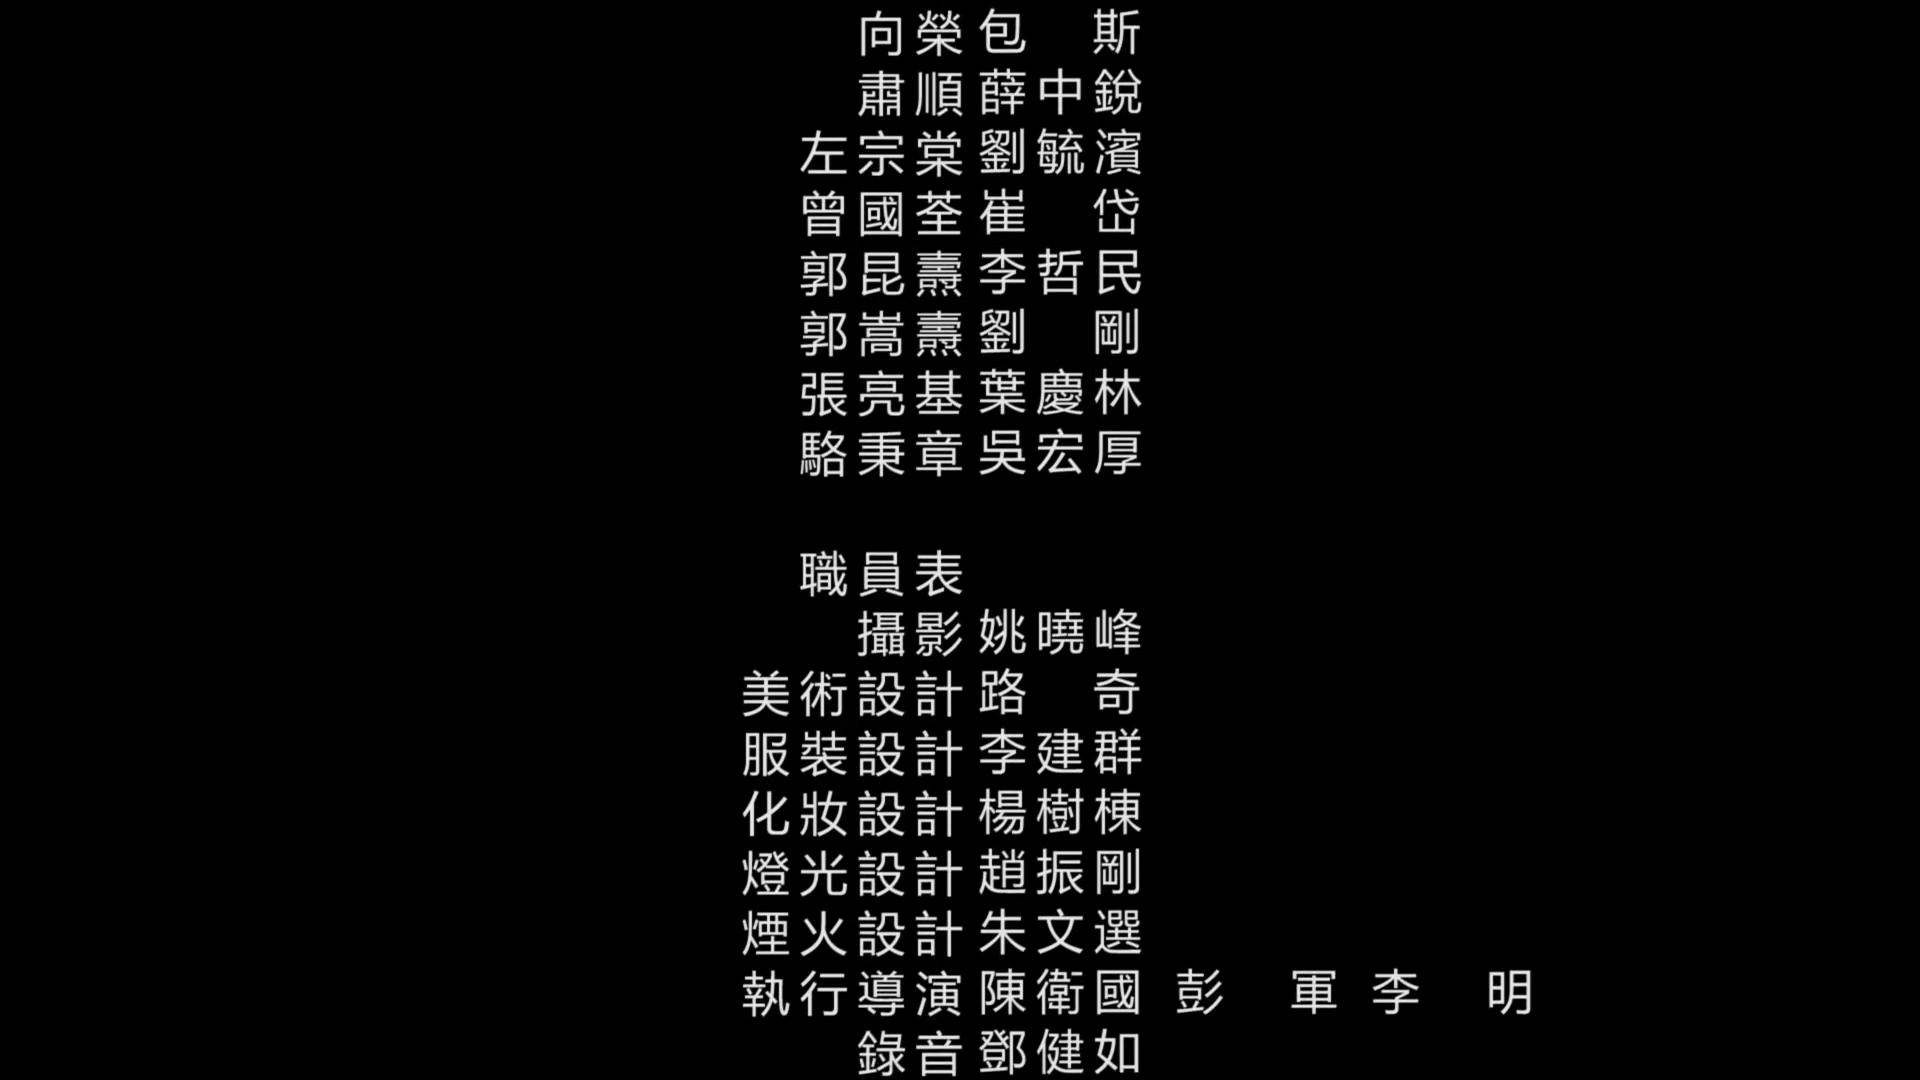 向榮 包 斯
肅順 薛中銳
左宗棠 劉毓濱
曾國荃 崔 岱
郭昆燾 李哲民
郭嵩燾 劉 剛
張亮基 葉慶林
駱秉章 吳宏厚
職員表
攝影 姚曉峰
美術設計 路 奇
服裝設計 李建群
化妝設計 楊樹棟
燈光設計 趙振剛
煙火設計 朱文選
執行導演 陳衛國 彭 軍 李 明
錄音 鄧健如